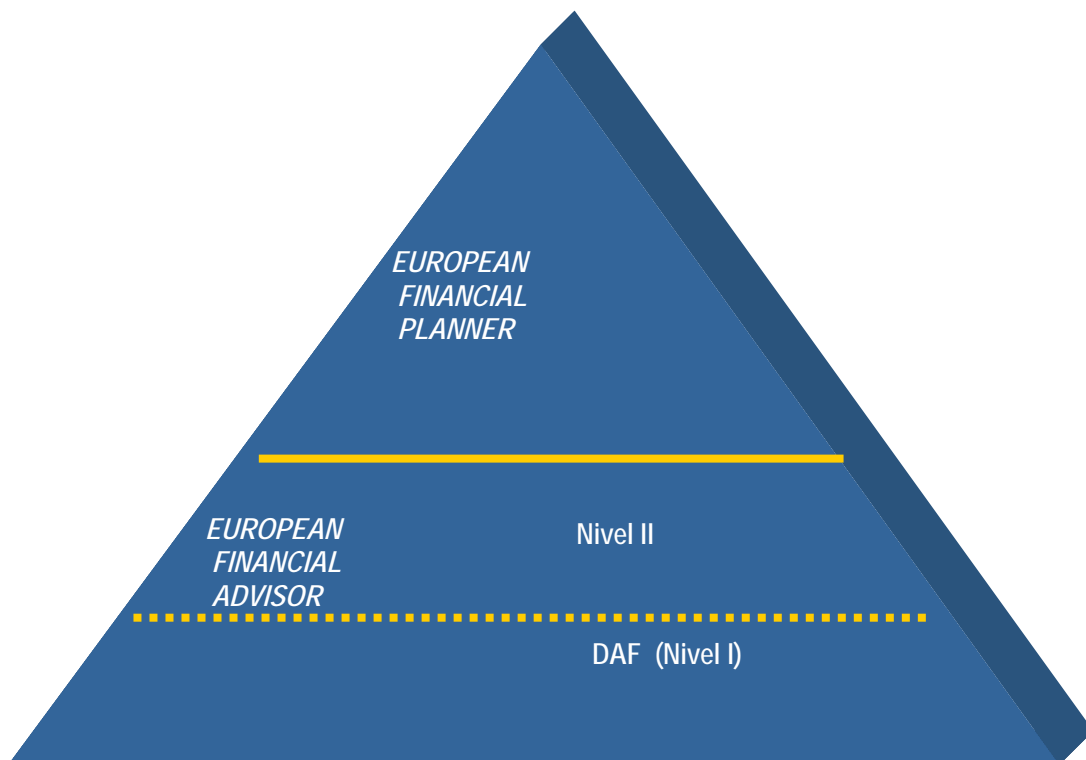 EUROPEAN
FINANCIAL
PLANNER
EUROPEAN
FINANCIAL
ADVISOR
Nivel II
DAF (Nivel I)